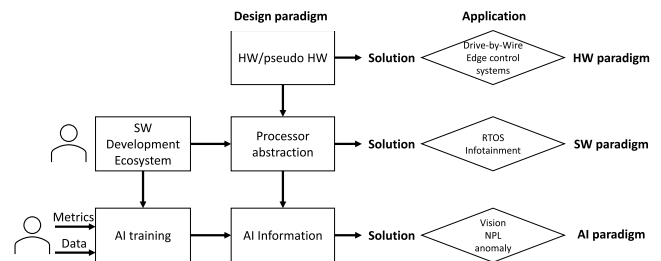 Design paradigm
Application
HW/pseudo HW
Solution
Drive-by-Wire
Edge control
systems
HW paradigm
SW
Development
Ecosystem
Processor
abstraction
Solution
RTOS
Infotainment
SW paradigm
Metrics
Data
AI training
AI Information
Solution
Vision
NPL
anomaly
AI paradigm